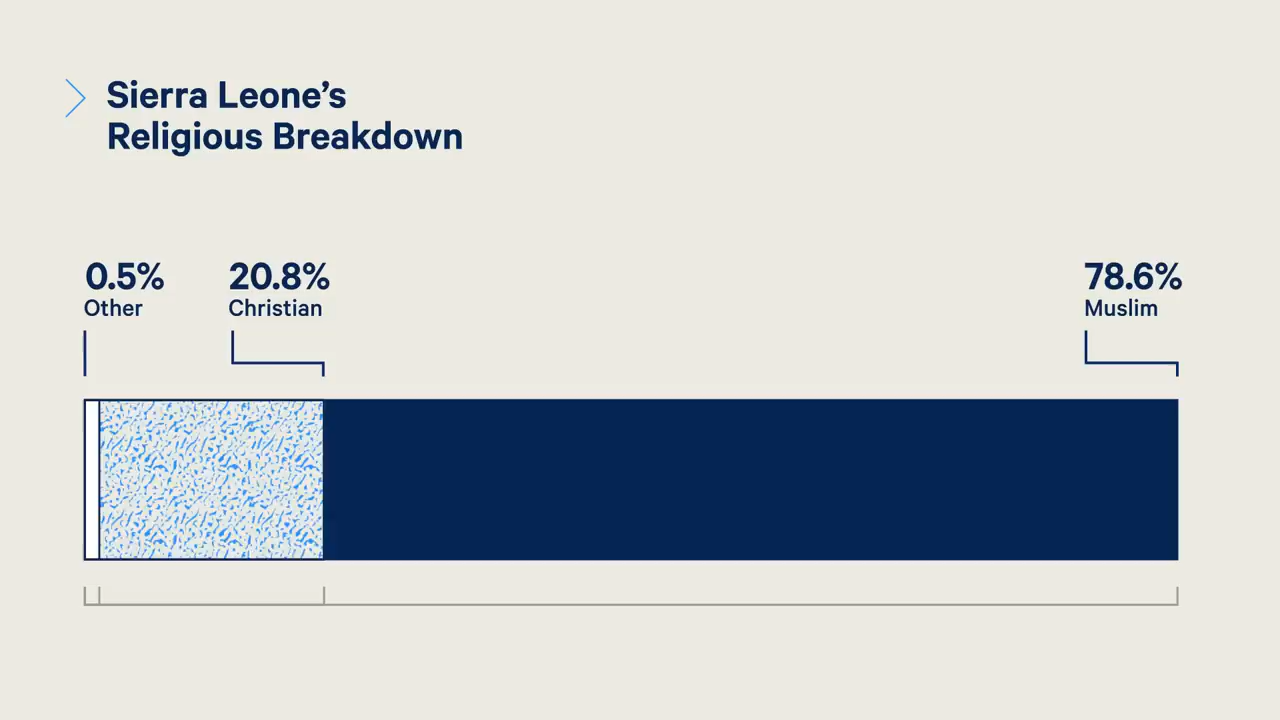 Sierra Leone’s
Religious Breakdown
0.5%
Other
20.8%
Christian
78.6%
Muslim